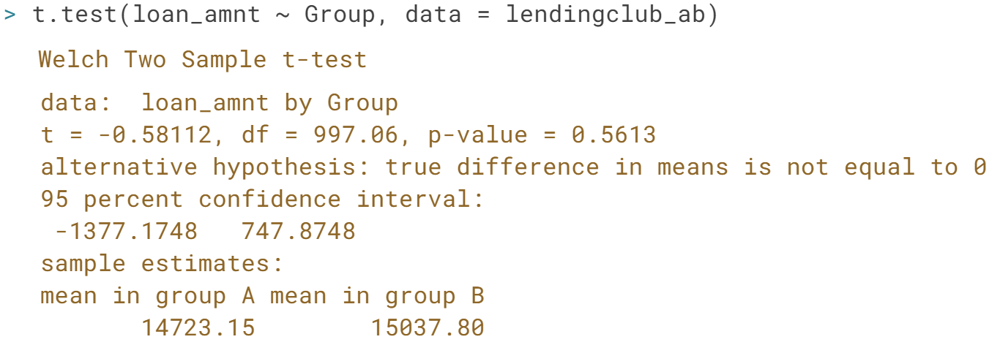 > t.test(loan_amnt ~ Group, data = lendingclub_ab)
Welch Two Sample t-test
data:  loan_amnt by Group
t = -0.58112, df = 997.06, p-value = 0.5613
alternative hypothesis: true difference in means is not equal to 0
95 percent confidence interval:
-1377.1748   747.8748
sample estimates:
mean in group A mean in group B
14723.15        15037.80